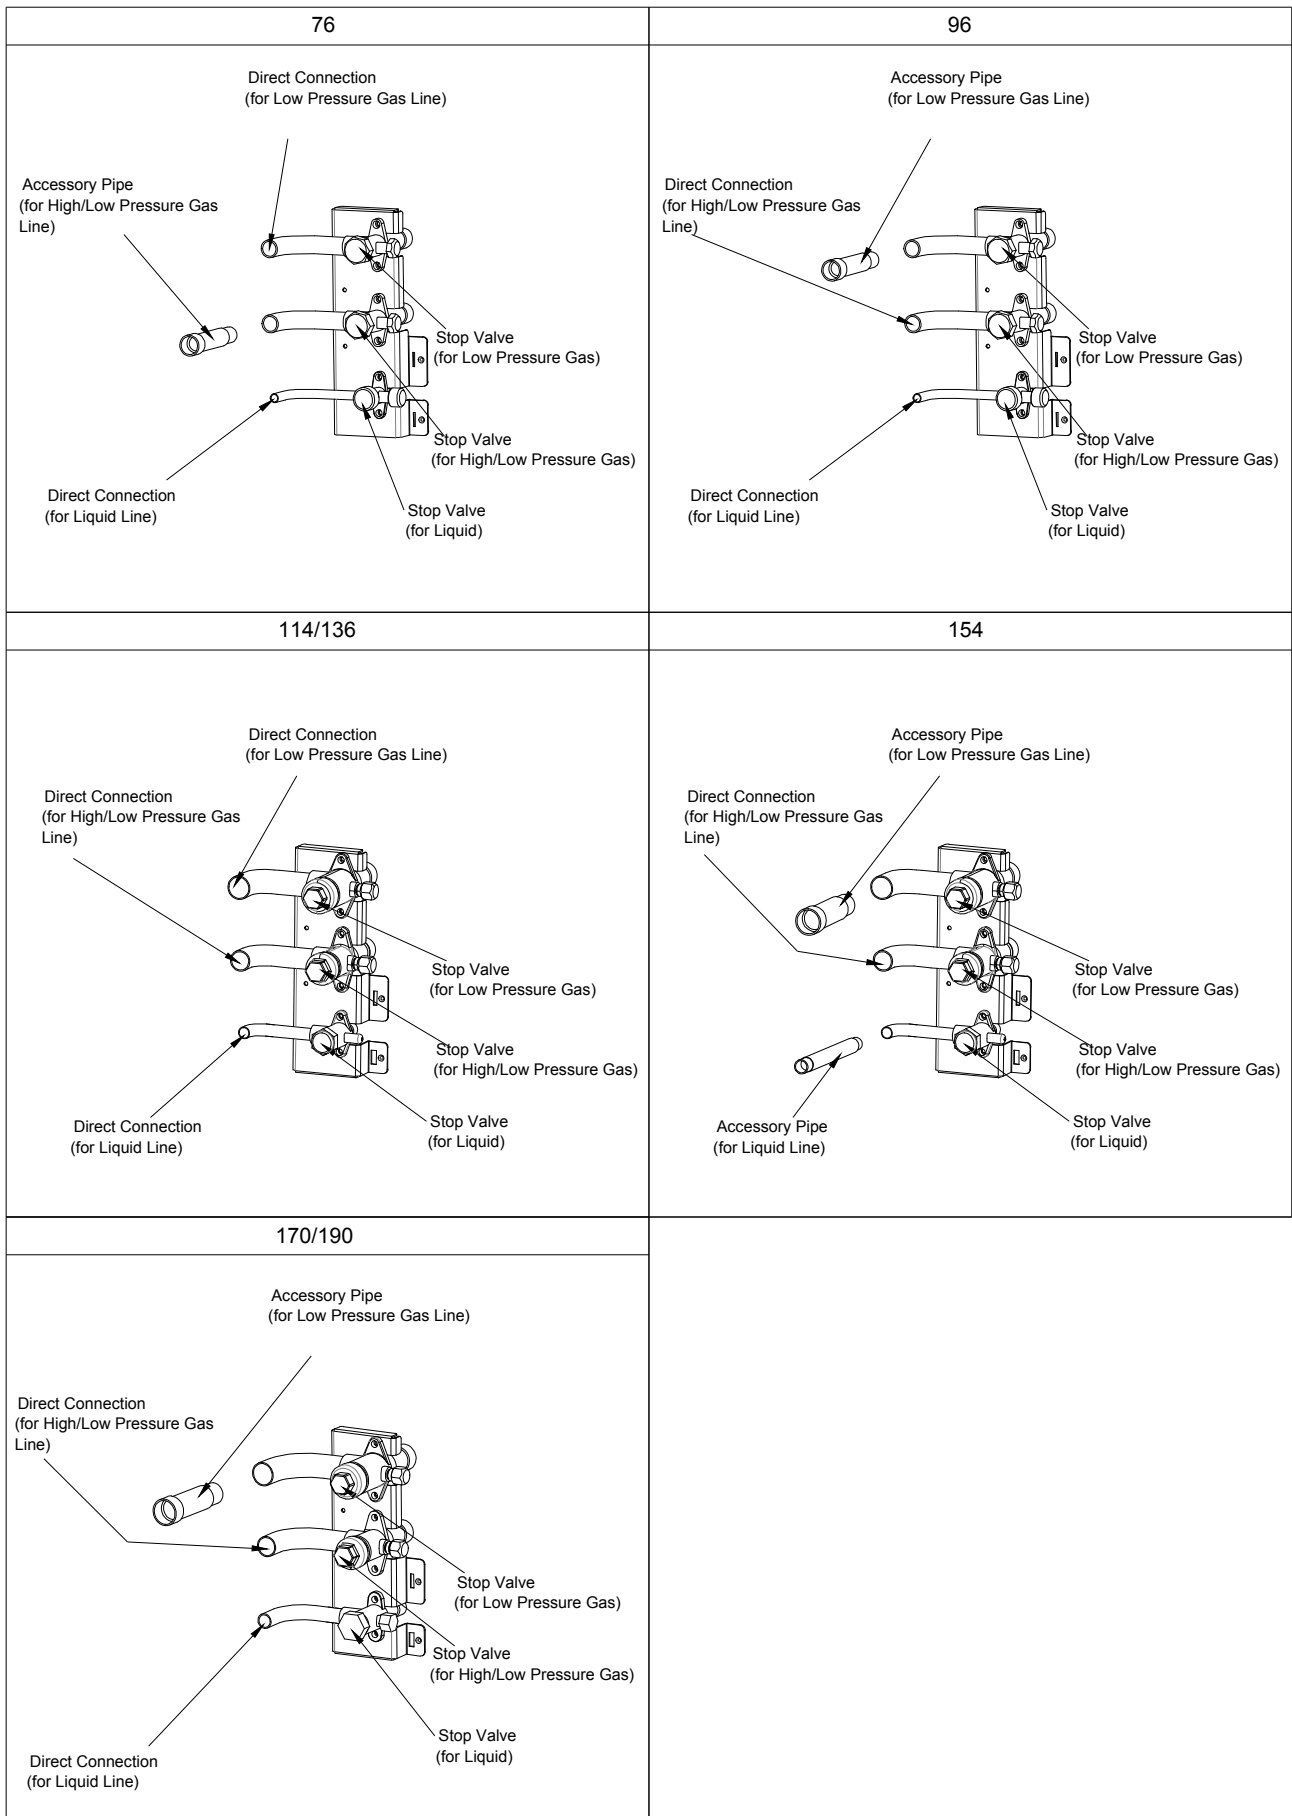 76
Direct Connection
(for Low Pressure Gas Line)
Accessory Pipe
(for High/Low Pressure Gas
Line)
Stop Valve
(for Low Pressure Gas)
Stop Valve
(for High/Low Pressure Gas)
Direct Connection
(for Liquid Line)
Stop Valve
(for Liquid)
96
Accessory Pipe
(for Low Pressure Gas Line)
Direct Connection
(for High/Low Pressure Gas
Line)
Stop Valve
(for Low Pressure Gas)
Stop Valve
(for High/Low Pressure Gas)
Direct Connection
(for Liquid Line)
Stop Valve
(for Liquid)
114/136
Direct Connection
(for Low Pressure Gas Line)
Direct Connection
(for High/Low Pressure Gas
Line)
Stop Valve
(for Low Pressure Gas)
Stop Valve
(for High/Low Pressure Gas)
Direct Connection
(for Liquid Line)
Stop Valve
(for Liquid)
154
Accessory Pipe
(for Low Pressure Gas Line)
Direct Connection
(for High/Low Pressure Gas
Line)
Stop Valve
(for Low Pressure Gas)
Stop Valve
(for High/Low Pressure Gas)
Accessory Pipe
(for Liquid Line)
Stop Valve
(for Liquid)
170/190
Accessory Pipe
(for Low Pressure Gas Line)
Direct Connection
(for High/Low Pressure Gas
Line)
Stop Valve
(for Low Pressure Gas)
Stop Valve
(for High/Low Pressure Gas)
Stop Valve
(for Liquid)
Direct Connection
(for Liquid Line)